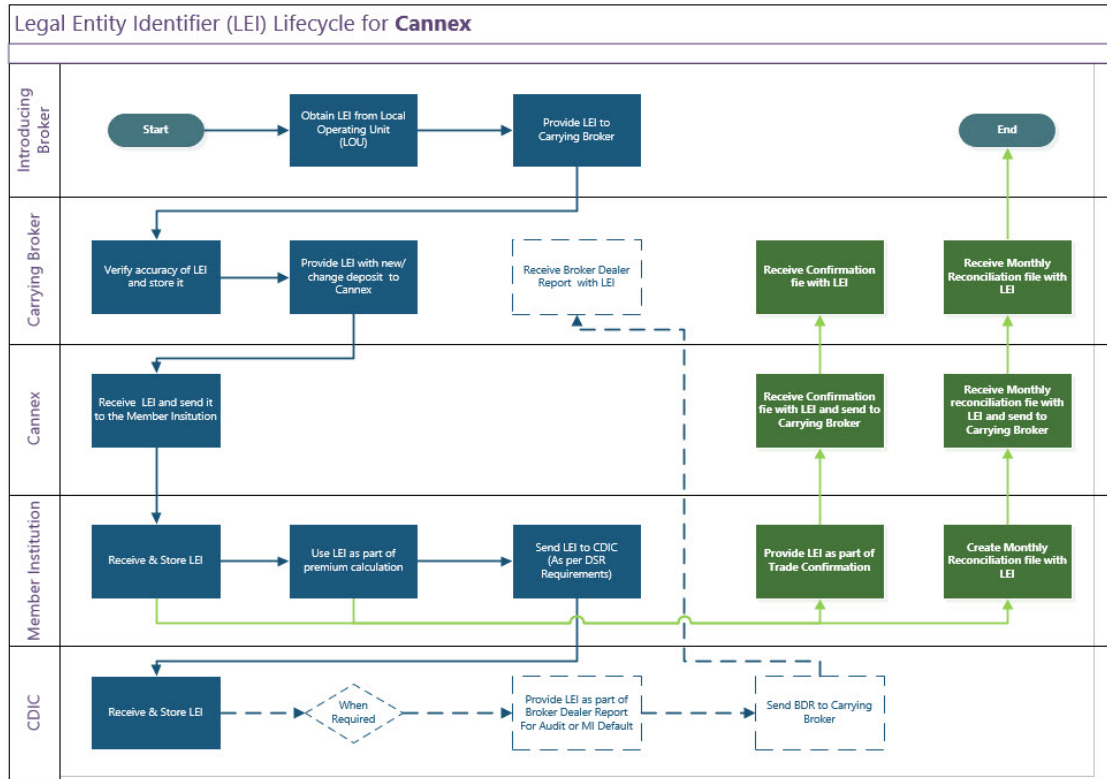 Legal Entity Identifier (LEI) Lifecycle for Cannex
Introducing
Broker
Start
Obtain LEI from Local
Operating Unit
(LOU)
Provide LEI to
Carrying Broker
End
Carrying Broker
Verify accuracy of LEI
and store it
Provide LEI with new/
change deposit to
Cannex
Receive Broker Dealer
Report with LEI
Receive Confirmation
fie with LEI
Receive Monthly
Reconciliation file with
LEI
Cannex
Receive LEI and send it
to the Member Insitution
Receive Confirmation
fie with LEI and send to
Carrying Broker
Receive Monthly
reconciliation fie with
LEI and send to
Carrying Broker
Member Institution
Receive & Store LEI
Use LEI as part of
premium calculation
Send LEI to CDIC
(As per DSR
Requirements)
Provide LEI as part of
Trade Confirmation
Create Monthly
Reconciliation file with
LEI
CDIC
Receive & Store LEI
When
Required
Provide LEI as part of
Broker Dealer Report
For Audit or MI Default
Send BDR to Carrying
Broker